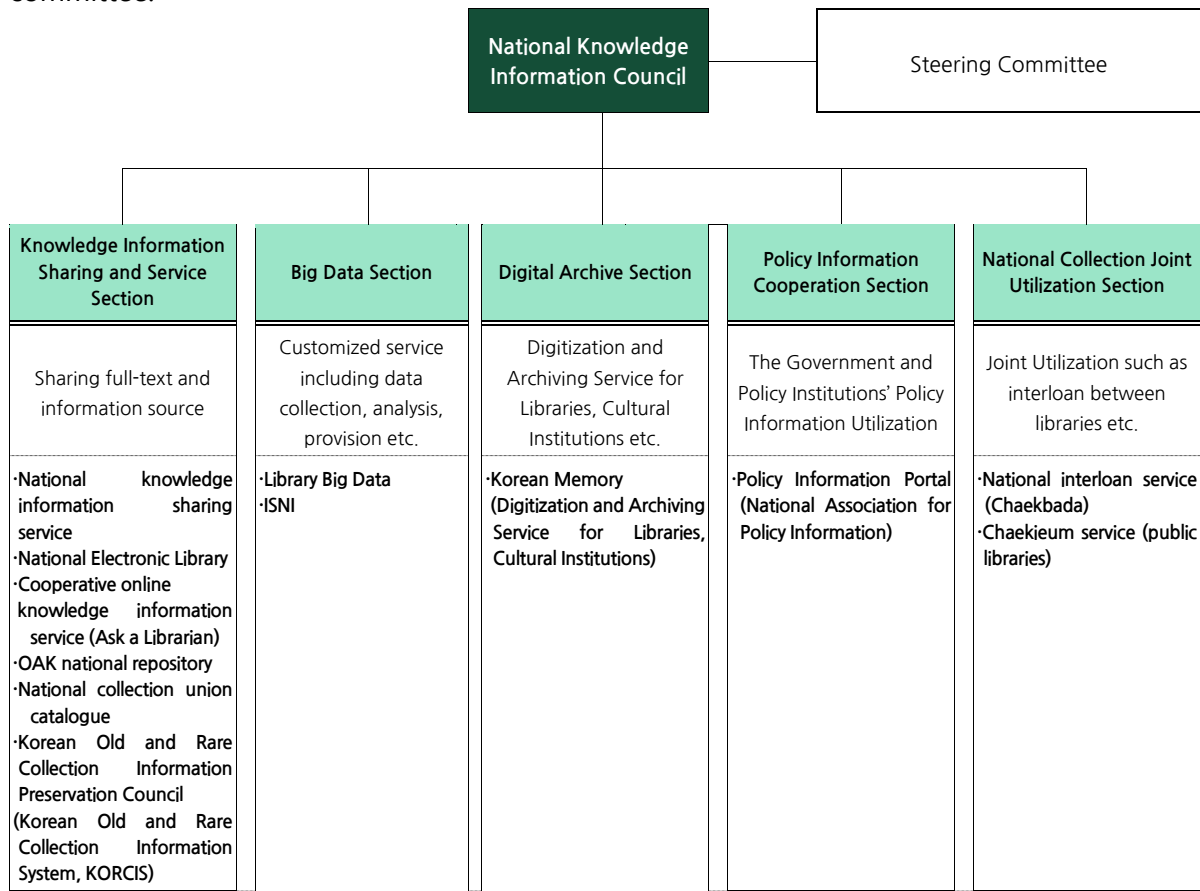 committee.
National Knowledge
Information Council
Steering Committee
Knowledge Information
Sharing and Service
Section
Big Data Section
Digital Archive Section
Policy Information
Cooperation Section
National Collection Joint
Utilization Section
Sharing full-text and
information source
Customized service
including data
collection, analysis,
provision etc.
Digitization and
Archiving Service for
Libraries, Cultural
Institutions etc.
The Government and
Policy Institutions’ Policy
Information Utilization
Joint Utilization such as
interloan between
libraries etc.
·National knowledge
information sharing
service
·National Electronic Library
·Cooperative online
knowledge information
service (Ask a Librarian)
·OAK national repository
·National collection union
catalogue
·Korean Old and Rare
Collection Information
Preservation Council
(Korean Old and Rare
Collection Information
System, KORCIS)
·Library Big Data
·ISNI
·Korean Memory
(Digitization and Archiving
Service for Libraries,
Cultural Institutions)
·Policy Information Portal
(National Association for
Policy Information)
·National interloan service
(Chaekbada)
·Chaekieum service (public
libraries)